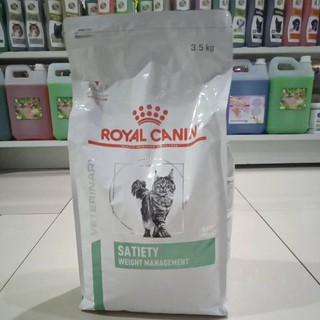 3.5 kg
ROYAL CANIN
VETERINARY
SATIETY
WEIGHT MANAGEMENT